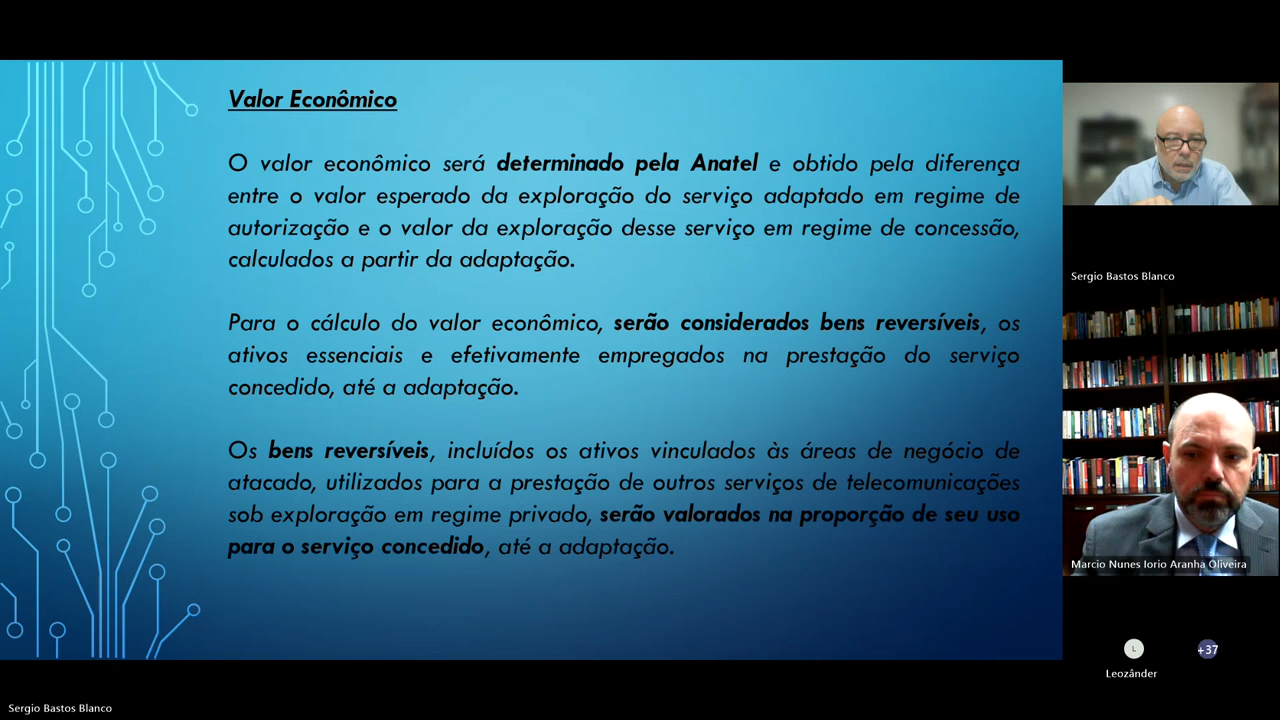 Valor Econômico
O valor econômico será determinado pela Anatel e obtido pela diferença
entre o valor esperado da exploração do serviço adaptado em regime de
autorização e o valor da exploração desse serviço em regime de concessão,
calculados a partir da adaptação.
Para o cálculo do valor econômico, serão considerados bens reversíveis, os
ativos essenciais e efetivamente empregados na prestação do serviço
concedido, até a adaptação.
Os bens reversíveis, incluídos os ativos vinculados às áreas de negócio de
atacado, utilizados para a prestação de outros serviços de telecomunicações
sob exploração em regime privado, serão valorados na proporção de seu uso
para o serviço concedido, até a adaptação.
Sergio Bastos Blanco
Marcio Nunes Iorio Aranha Oliveira
L
+37
Leozânder
Sergio Bastos Blanco